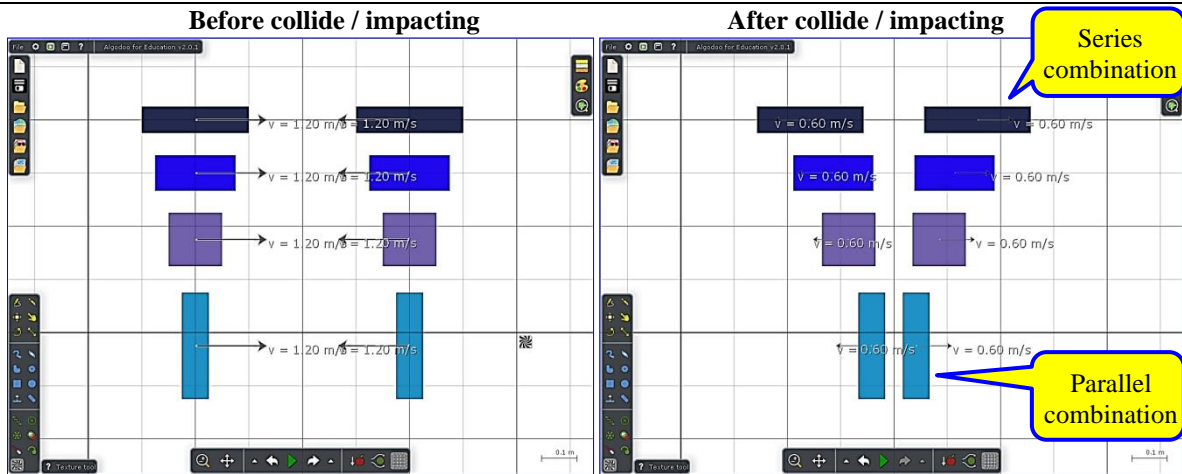 Before collide / impacting
After collide / impacting
File ? Algodoo for Education v2.0.1
v = 1.20 m/s = 1.20 m/s
v = 1.20 m/s = 1.20 m/s
v = 1.20 m/s = 1.20 m/s
v = 1.20 m/s = 1.20 m/s
? Texture tool
0.1 m
File ? Algodoo for Education v2.0.1
Series
combination
v = 0.60 m/s
v = 0.60 m/s
v = 0.60 m/s
v = 0.60 m/s
v = 0.60 m/s
v = 0.60 m/s
v = 0.60 m/s
v = 0.60 m/s
Parallel
combination
? Texture tool
0.1 m